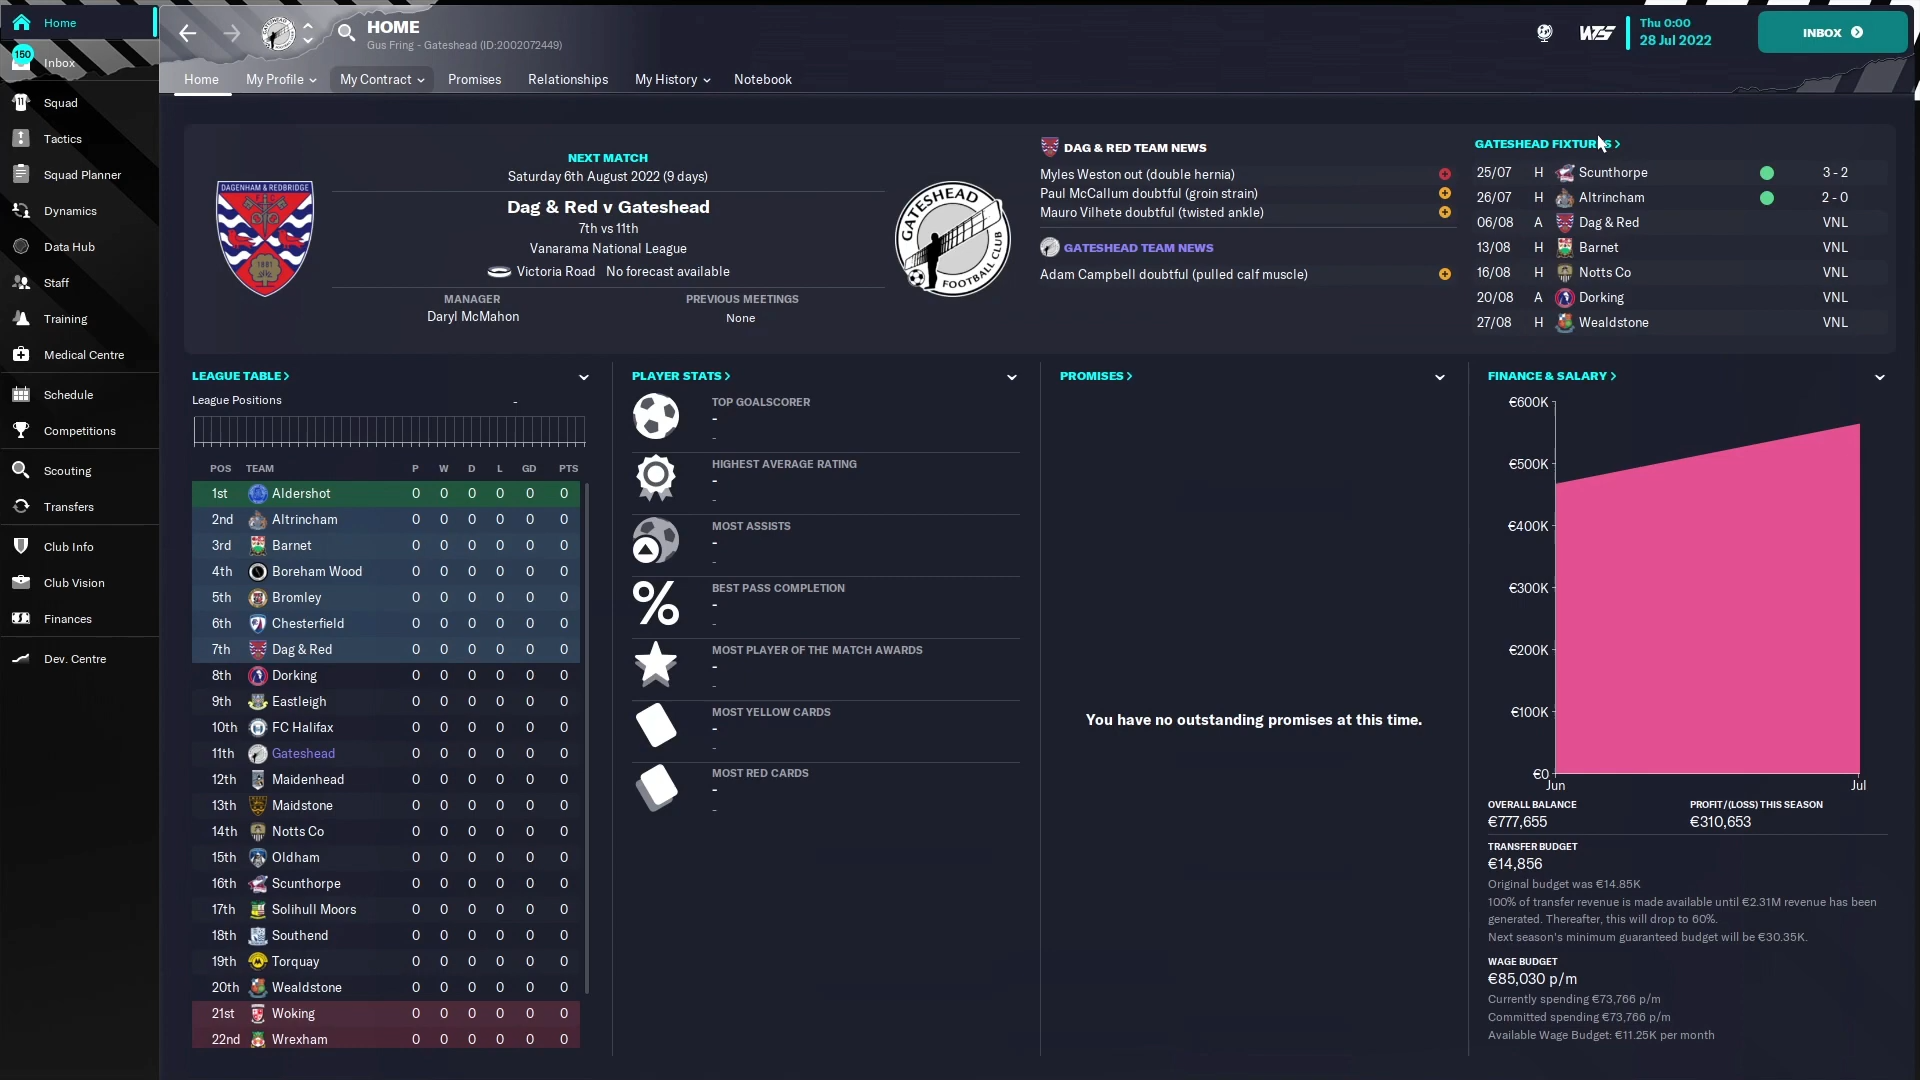 Home
150
Inbox
Squad
Tactics
Squad Planner
Dynamics
Data Hub
Staff
Training
Medical Centre
Schedule
Competitions
Scouting
Transfers
Club Info
Club Vision
Finances
Dev. Centre
HOME
Gus Fring - Gateshead (ID:2002072449)
Thu 0:00
28 Jul 2022
INBOX
Home My Profile My Contract Promises Relationships My History Notebook
DAGENHAM & REDBRIDGE
NEXT MATCH
Saturday 6th August 2022 (9 days)
Dag & Red v Gateshead
7th vs 11th
Vanarama National League
Victoria Road No forecast available
MANAGER
Daryl McMahon
PREVIOUS MEETINGS
None
GATESHEAD
FOOTBALL CLUB
DAG & RED TEAM NEWS
Myles Weston out (double hernia)
Paul McCallum doubtful (groin strain)
Mauro Vilhete doubtful (twisted ankle)
GATESHEAD TEAM NEWS
Adam Campbell doubtful (pulled calf muscle)
GATESHEAD FIXTURES >
25/07 H Scunthorpe 3 - 2
26/07 H Altrincham 2 - 0
06/08 A Dag & Red VNL
13/08 H Barnet VNL
16/08 H Notts Co VNL
20/08 A Dorking VNL
27/08 H Wealdstone VNL
LEAGUE TABLE >
League Positions -
POS TEAM P W D L GD PTS
1st Aldershot 0 0 0 0 0 0
2nd Altrincham 0 0 0 0 0 0
3rd Barnet 0 0 0 0 0 0
4th Boreham Wood 0 0 0 0 0 0
5th Bromley 0 0 0 0 0 0
6th Chesterfield 0 0 0 0 0 0
7th Dag & Red 0 0 0 0 0 0
8th Dorking 0 0 0 0 0 0
9th Eastleigh 0 0 0 0 0 0
10th FC Halifax 0 0 0 0 0 0
11th Gateshead 0 0 0 0 0 0
12th Maidenhead 0 0 0 0 0 0
13th Maidstone 0 0 0 0 0 0
14th Notts Co 0 0 0 0 0 0
15th Oldham 0 0 0 0 0 0
16th Scunthorpe 0 0 0 0 0 0
17th Solihull Moors 0 0 0 0 0 0
18th Southend 0 0 0 0 0 0
19th Torquay 0 0 0 0 0 0
20th Wealdstone 0 0 0 0 0 0
21st Woking 0 0 0 0 0 0
22nd Wrexham 0 0 0 0 0 0
PLAYER STATS >
TOP GOALSCORER
-
-
HIGHEST AVERAGE RATING
-
-
MOST ASSISTS
-
-
BEST PASS COMPLETION
-
-
MOST PLAYER OF THE MATCH AWARDS
-
-
MOST YELLOW CARDS
-
-
MOST RED CARDS
-
-
PROMISES >
You have no outstanding promises at this time.
FINANCE & SALARY >
€600K
€500K
€400K
€300K
€200K
€100K
€0
Jun Jul
OVERALL BALANCE
€777,655
PROFIT/(LOSS) THIS SEASON
€310,653
TRANSFER BUDGET
€14,856
Original budget was €14.85K
100% of transfer revenue is made available until €2.31M revenue has been
generated. Thereafter, this will drop to 60%.
Next season's minimum guaranteed budget will be €30.35K.
WAGE BUDGET
€85,030 p/m
Currently spending €73,766 p/m
Committed spending €73,766 p/m
Available Wage Budget: €11.25K per month